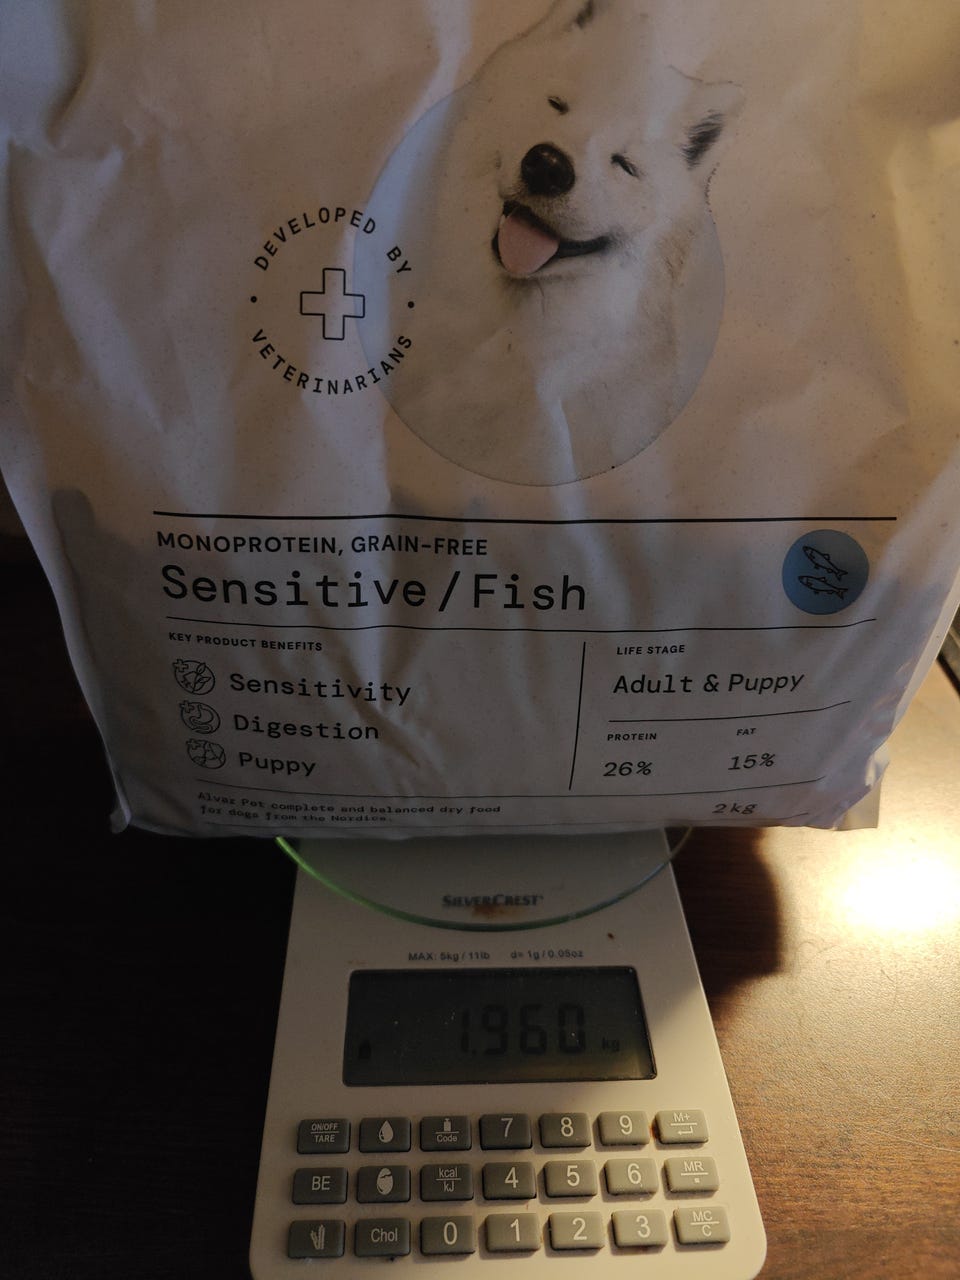 DEVELOPED BY
VETERINARIANS
MONOPROTEIN, GRAIN-FREE
Sensitive/Fish
KEY PRODUCT BENEFITS
Sensitivity
Digestion
Puppy
LIFE STAGE
Adult & Puppy
PROTEIN FAT
26% 15%
Alvar Pet complete and balanced dry food
for dogs from the Nordics.
2kg
SILVERCREST®
MAX: 5kg/11lb d=1g/0.05oz
1.960 kg
ON/OFF TARE Code 7 8 9 M+
BE kcal kJ 4 5 6 MR
Chol 0 1 2 3 MC C